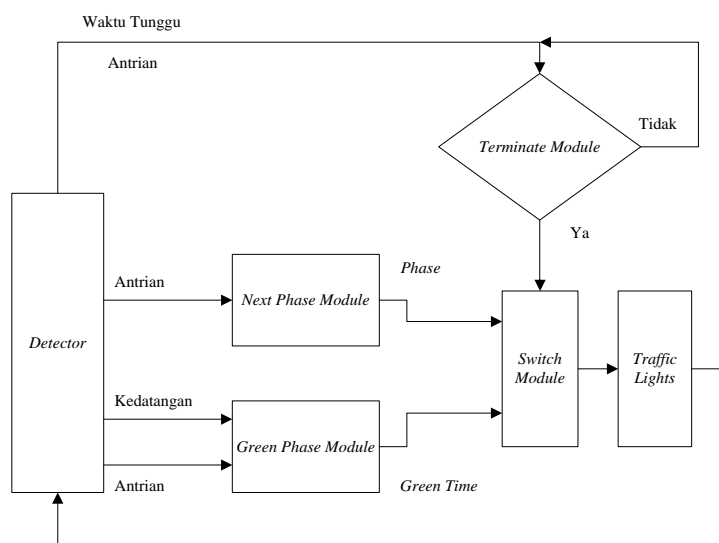 Waktu Tunggu
Antrian
Tidak
Terminate Module
Ya
Antrian
Phase
Next Phase Module
Detector
Switch
Module
Traffic
Lights
Kedatangan
Green Phase Module
Antrian
Green Time